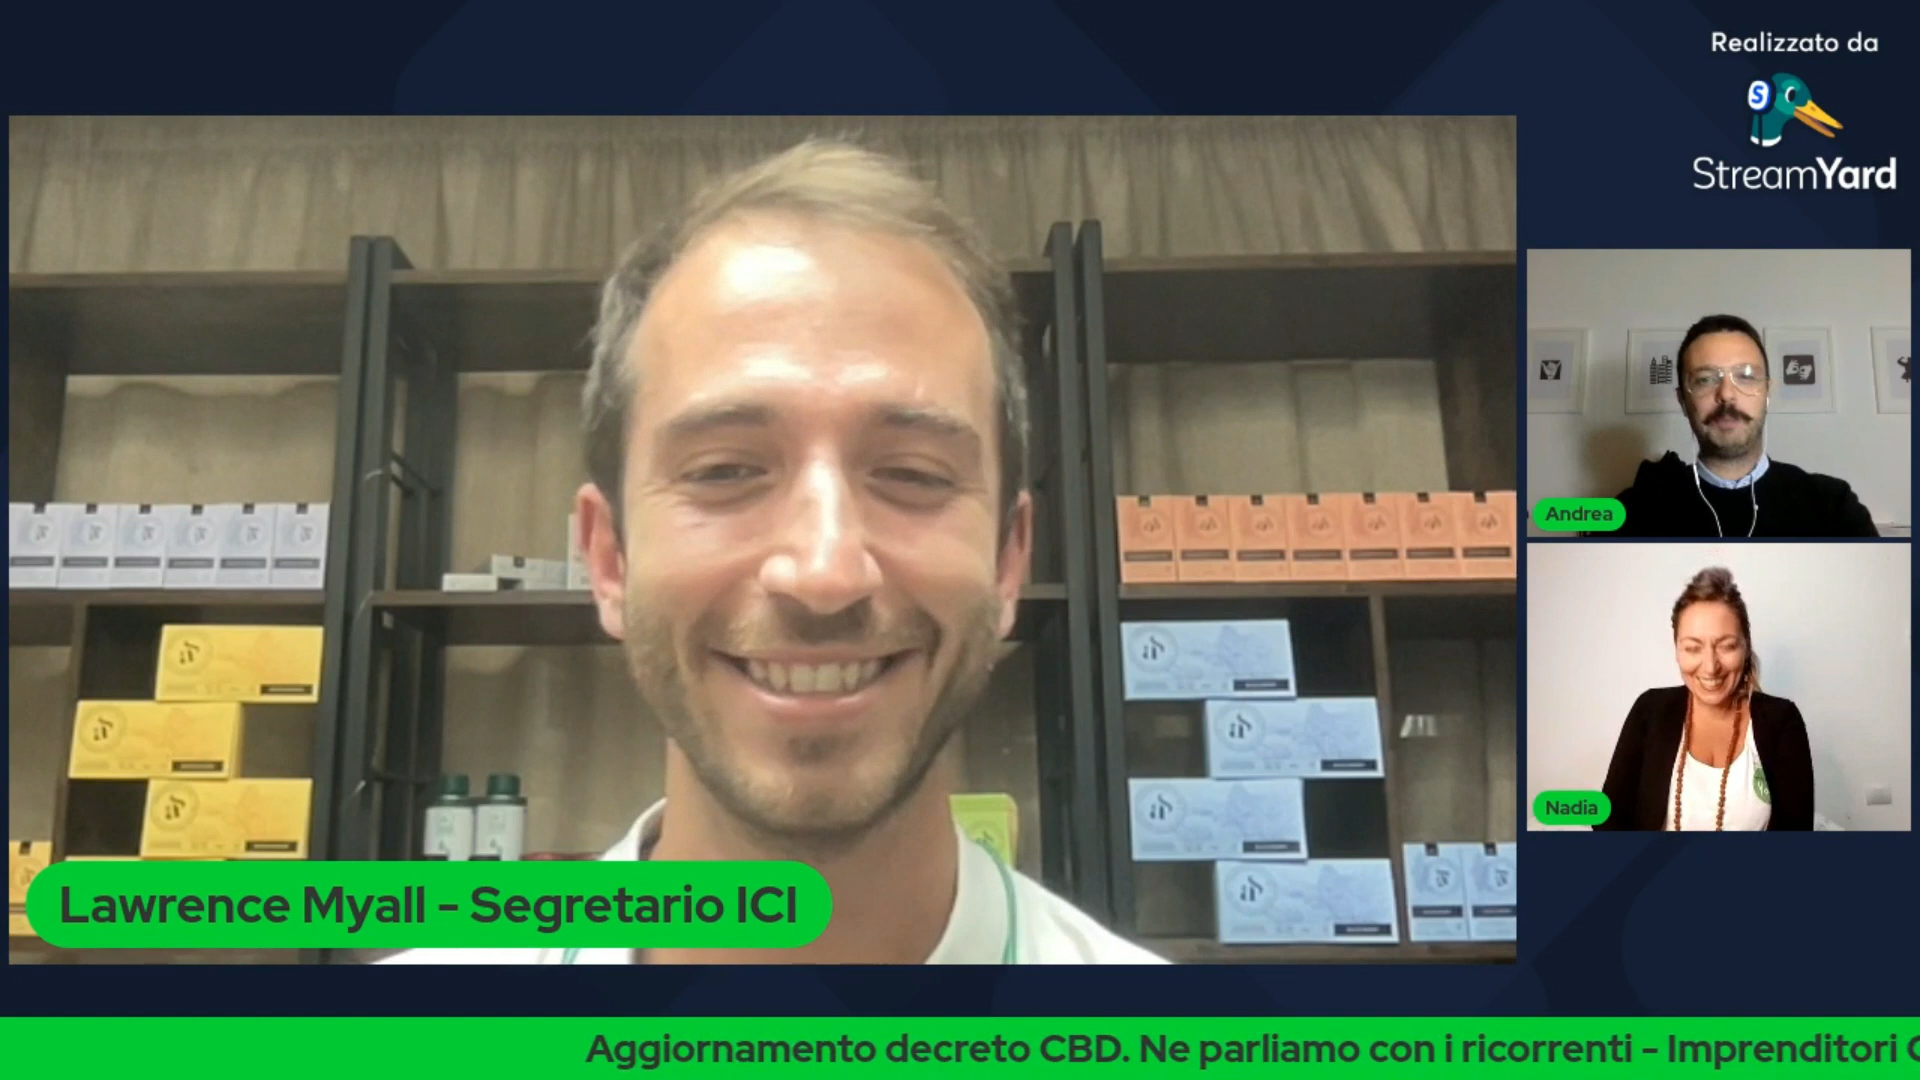 Realizzato da
StreamYard
Andrea
Nadia
Lawrence Myall - Segretario ICI
Aggiornamento decreto CBD. Ne parliamo con i ricorrenti - Imprenditori